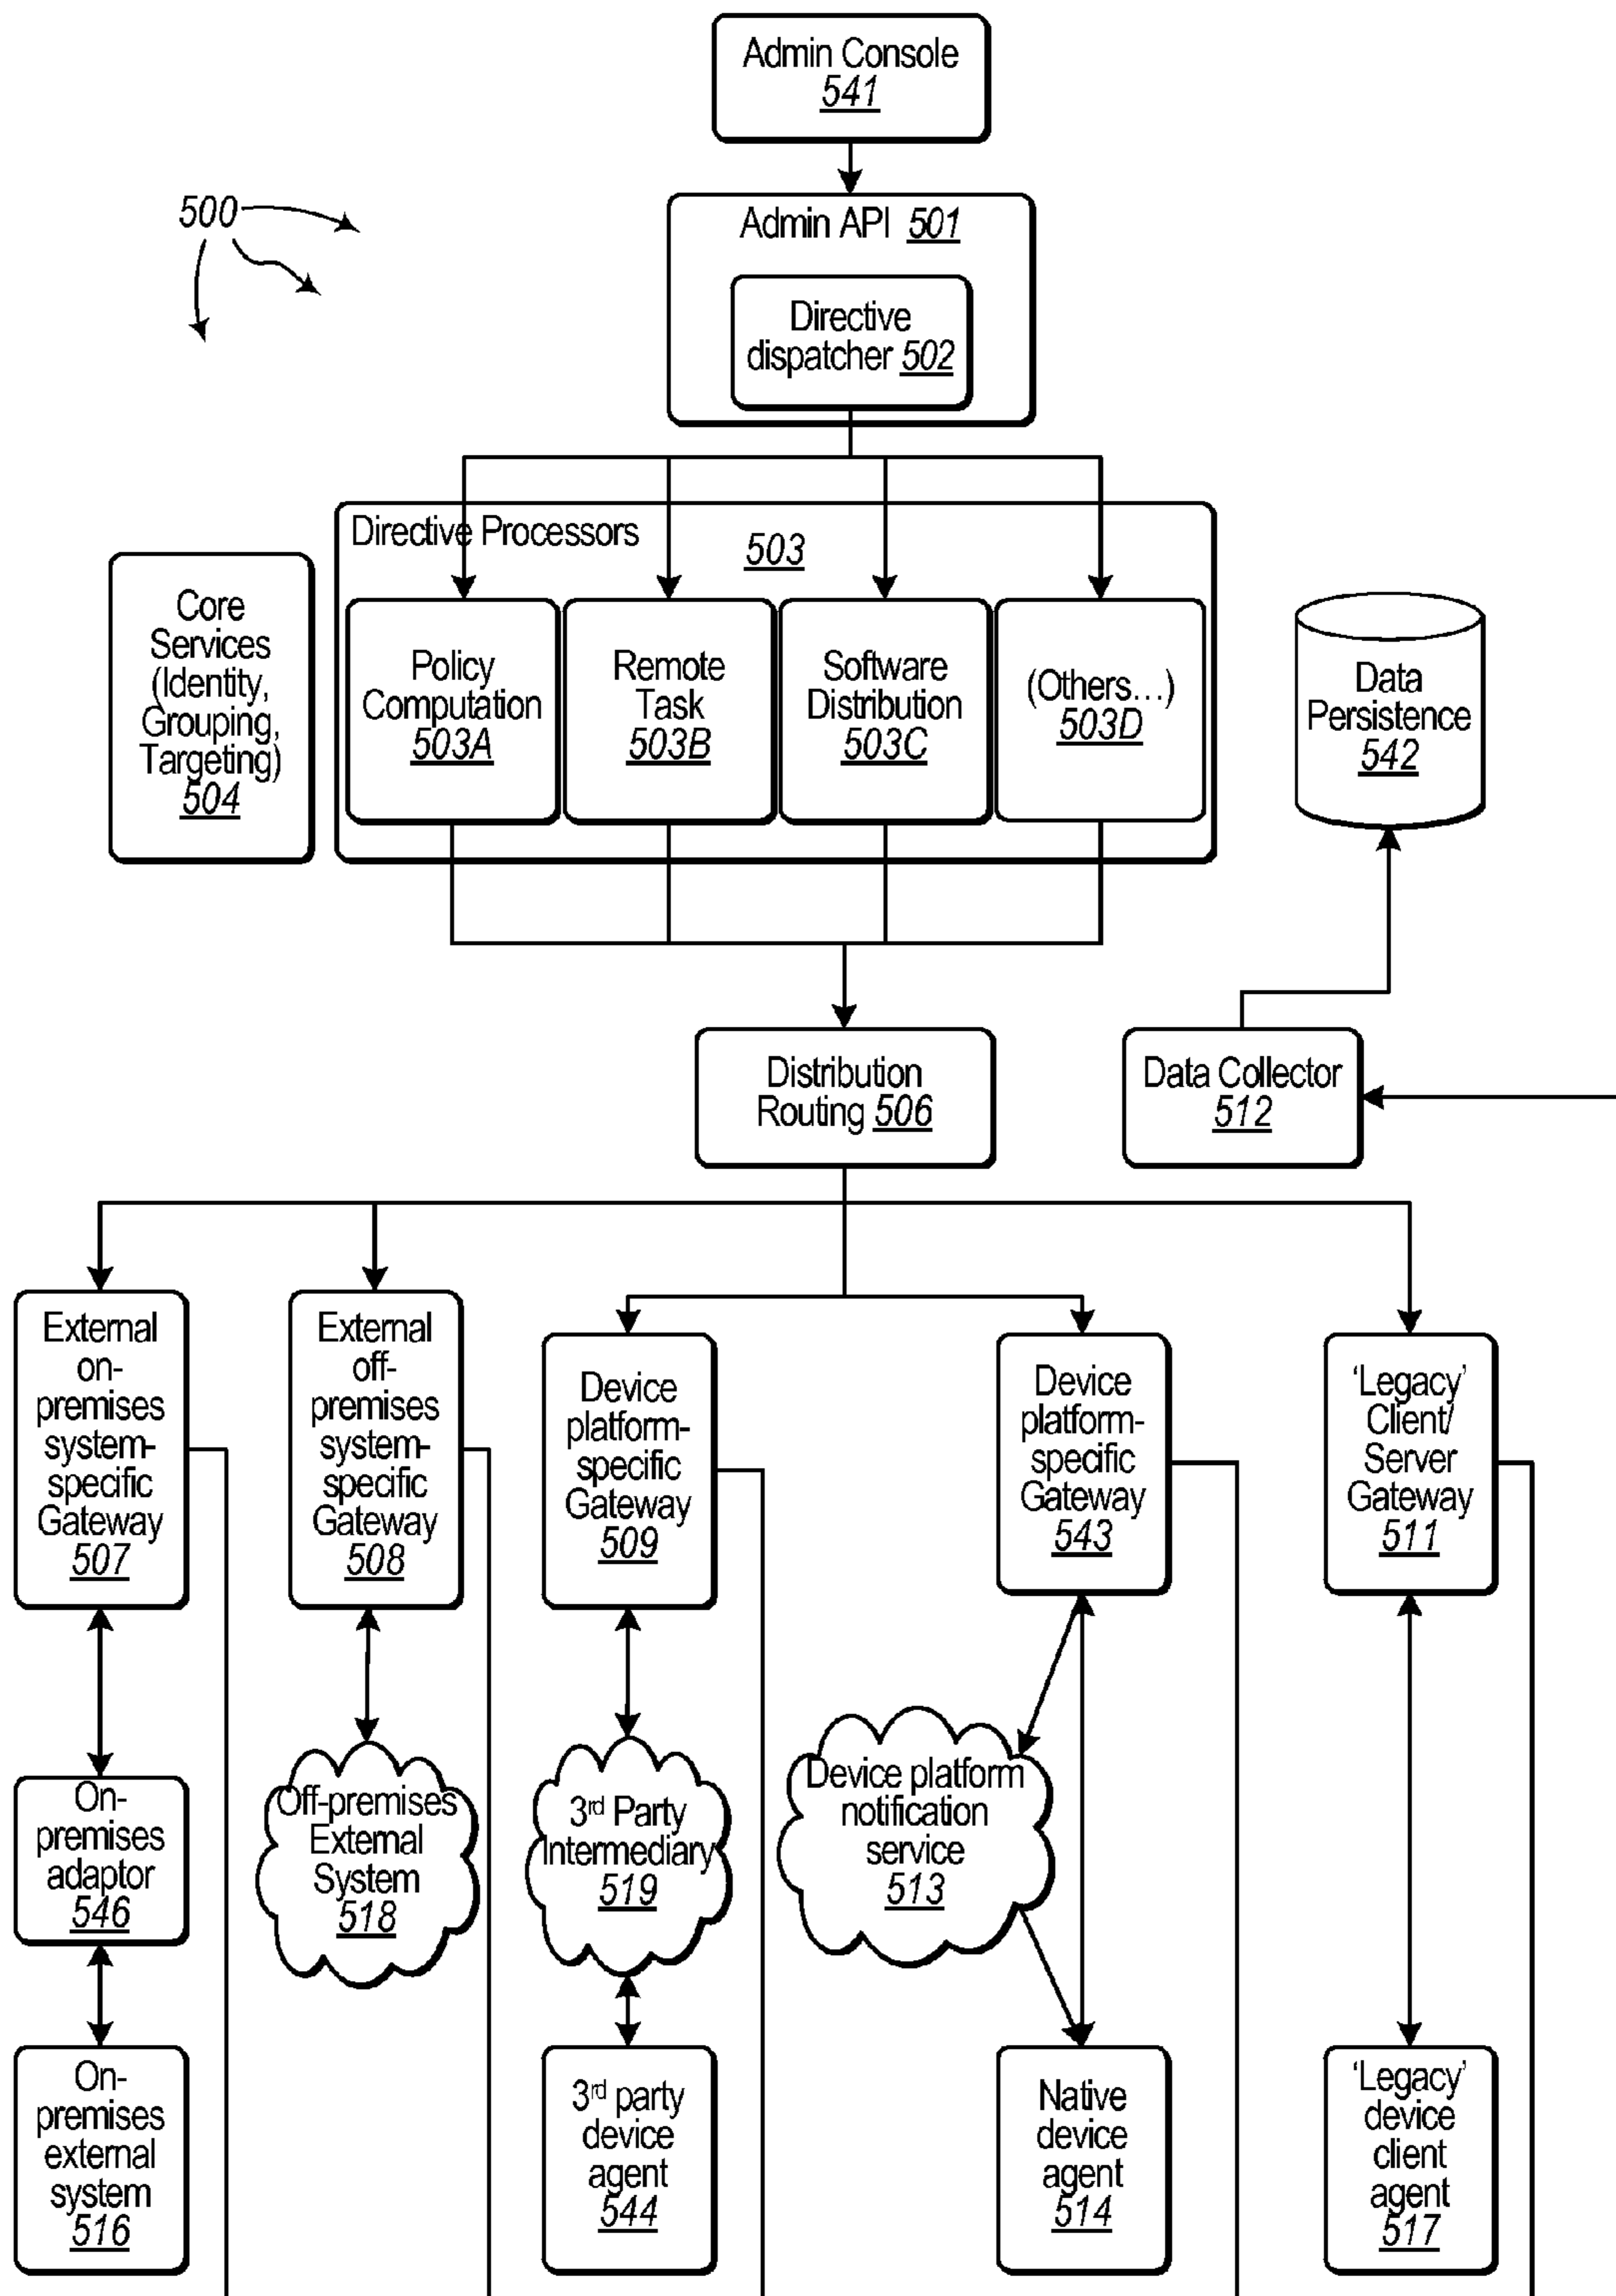 Admin Console
541
500
Admin API 501
Directive
dispatcher 502
Directive Processors
503
Core
Services
(Identity,
Grouping,
Targeting)
504
Policy
Computation
503A
Remote
Task
503B
Software
Distribution
503C
(Others...)
503D
Data
Persistence
542
Distribution
Routing 506
Data Collector
512
External
on-
premises
system-
specific
Gateway
507
External
off-
premises
system-
specific
Gateway
508
Device
platform-
specific
Gateway
509
Device
platform-
specific
Gateway
543
‘Legacy’
Client/
Server
Gateway
511
On-
premises
adaptor
546
Off-premises
External
System
518
3rd Party
Intermediary
519
Device platform
notification
service
513
On-
premises
external
system
516
3rd party
device
agent
544
Native
device
agent
514
‘Legacy’
device
client
agent
517